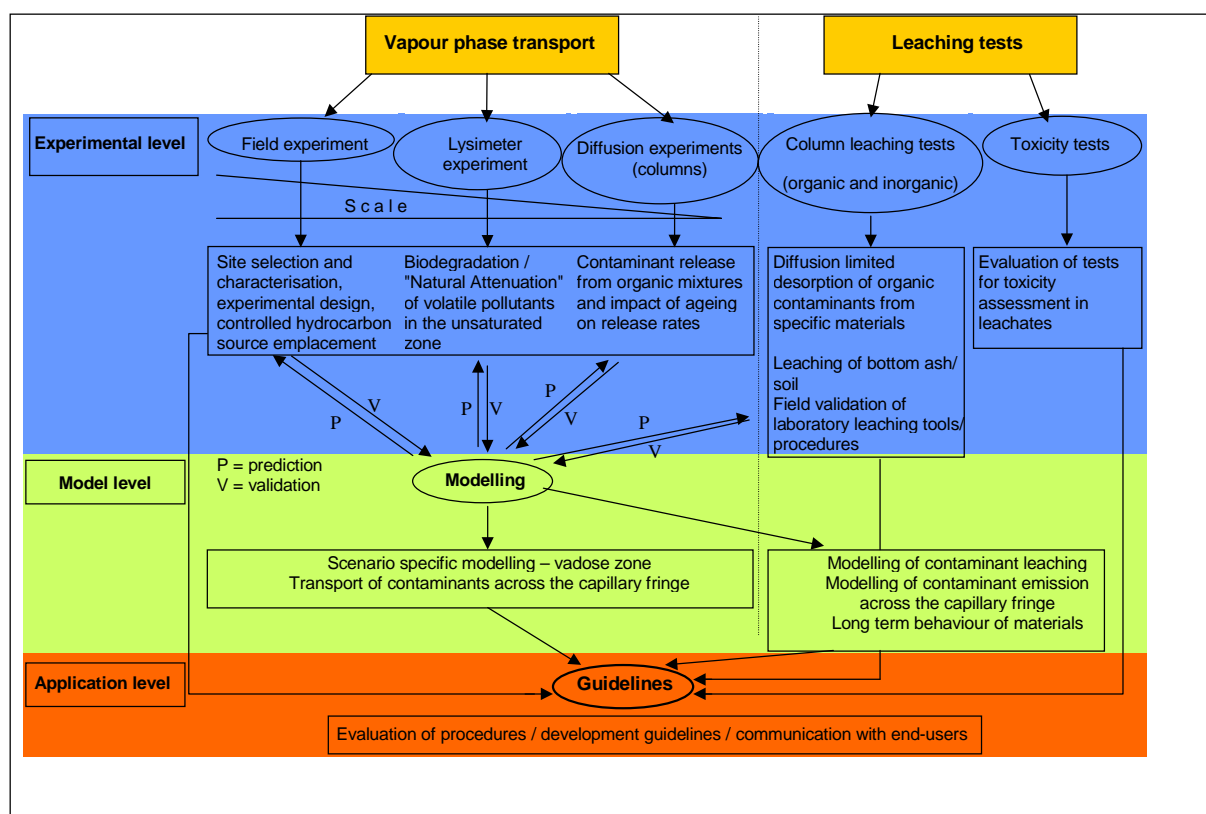 Vapour phase transport
Leaching tests
Experimental level
Field experiment
Lysimeter
experiment
Diffusion experiments
(columns)
Column leaching tests
(organic and inorganic)
Toxicity tests
Scale
Site selection and
characterisation,
experimental design,
controlled hydrocarbon
source emplacement
Biodegradation /
"Natural Attenuation"
of volatile pollutants
in the unsaturated
zone
Contaminant release
from organic mixtures
and impact of ageing
on release rates
Diffusion limited
desorption of organic
contaminants from
specific materials
Leaching of bottom ash/
soil
Field validation of
laboratory leaching tools/
procedures
Evaluation of tests
for toxicity
assessment in
leachates
V
P
P
V
P
V
P
V
Model level
P = prediction
V = validation
Modelling
Scenario specific modelling – vadose zone
Transport of contaminants across the capillary fringe
Modelling of contaminant leaching
Modelling of contaminant emission
across the capillary fringe
Long term behaviour of materials
Application level
Guidelines
Evaluation of procedures / development guidelines / communication with end-users